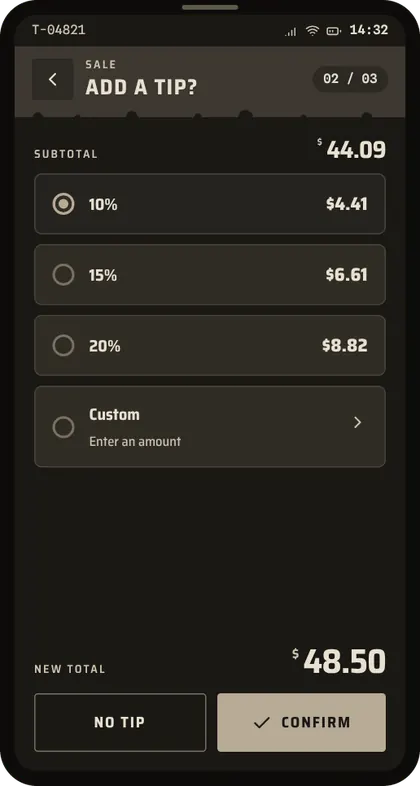 T-04821 14:32
SALE
ADD A TIP?
02 / 03
SUBTOTAL $44.09
10% $4.41
15% $6.61
20% $8.82
Custom
Enter an amount
NEW TOTAL $48.50
NO TIP CONFIRM